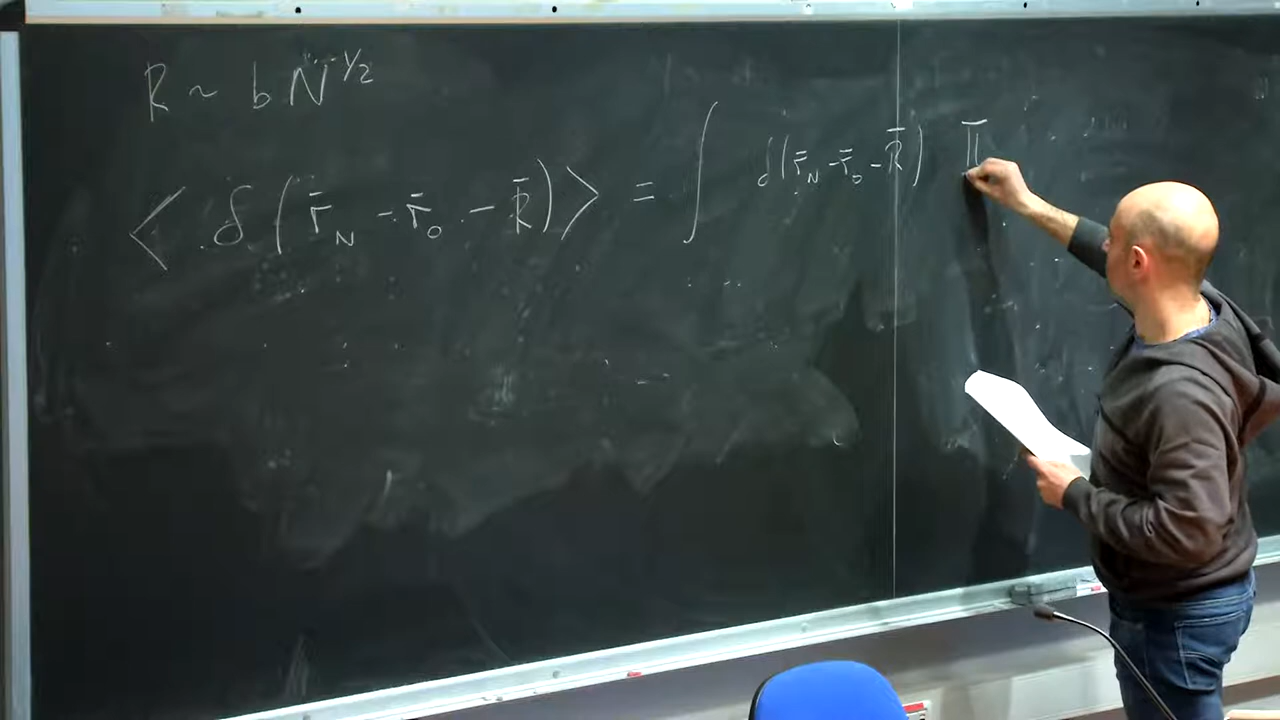 R ~ b N^{1/2}
⟨ δ ( r̄_N - r̄_0 - R̄ ) ⟩ = ∫ δ( r̄_N - r̄_0 - R̄ ) Π